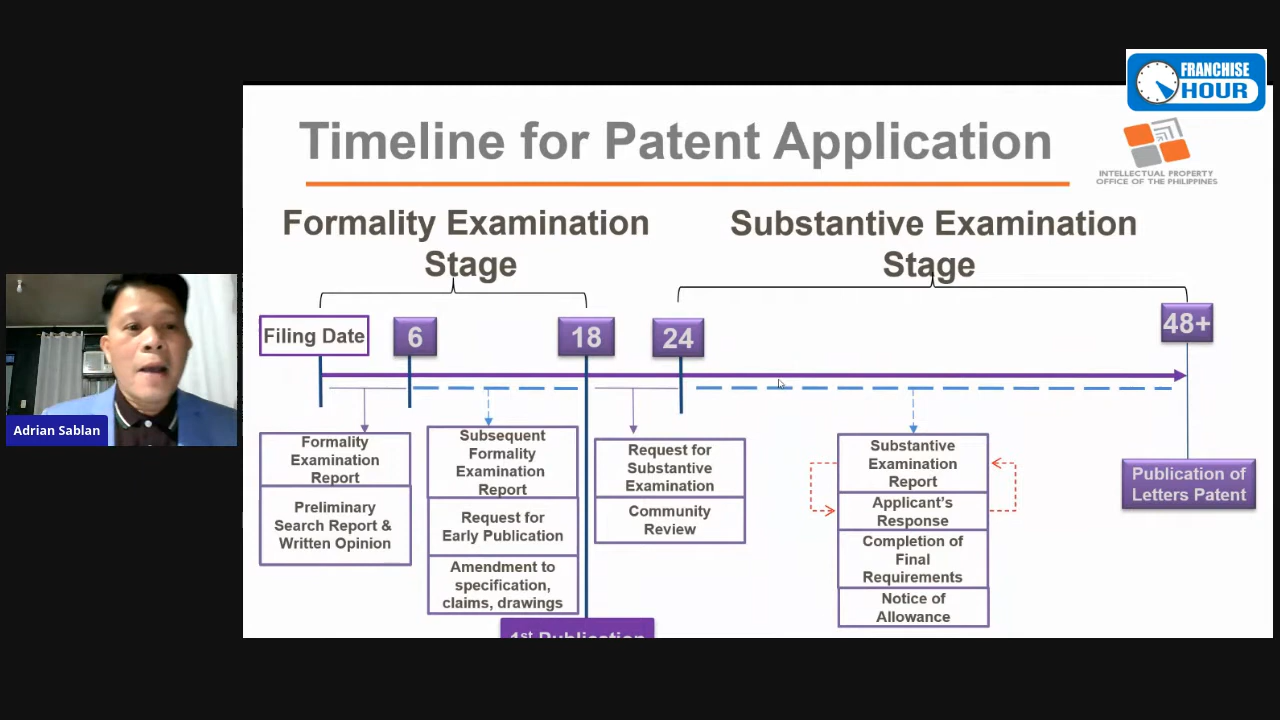 FRANCHISE
HOUR
Timeline for Patent Application
INTELLECTUAL PROPERTY
OFFICE OF THE PHILIPPINES
Formality Examination
Stage
Substantive Examination
Stage
Filing Date
6
18
24
48+
Formality
Examination
Report
Preliminary
Search Report &
Written Opinion
Subsequent
Formality
Examination
Report
Request for
Early Publication
Amendment to
specification,
claims, drawings
1st Publication
Request for
Substantive
Examination
Community
Review
Substantive
Examination
Report
Applicant's
Response
Completion of
Final
Requirements
Notice of
Allowance
Publication of
Letters Patent
Adrian Sablan